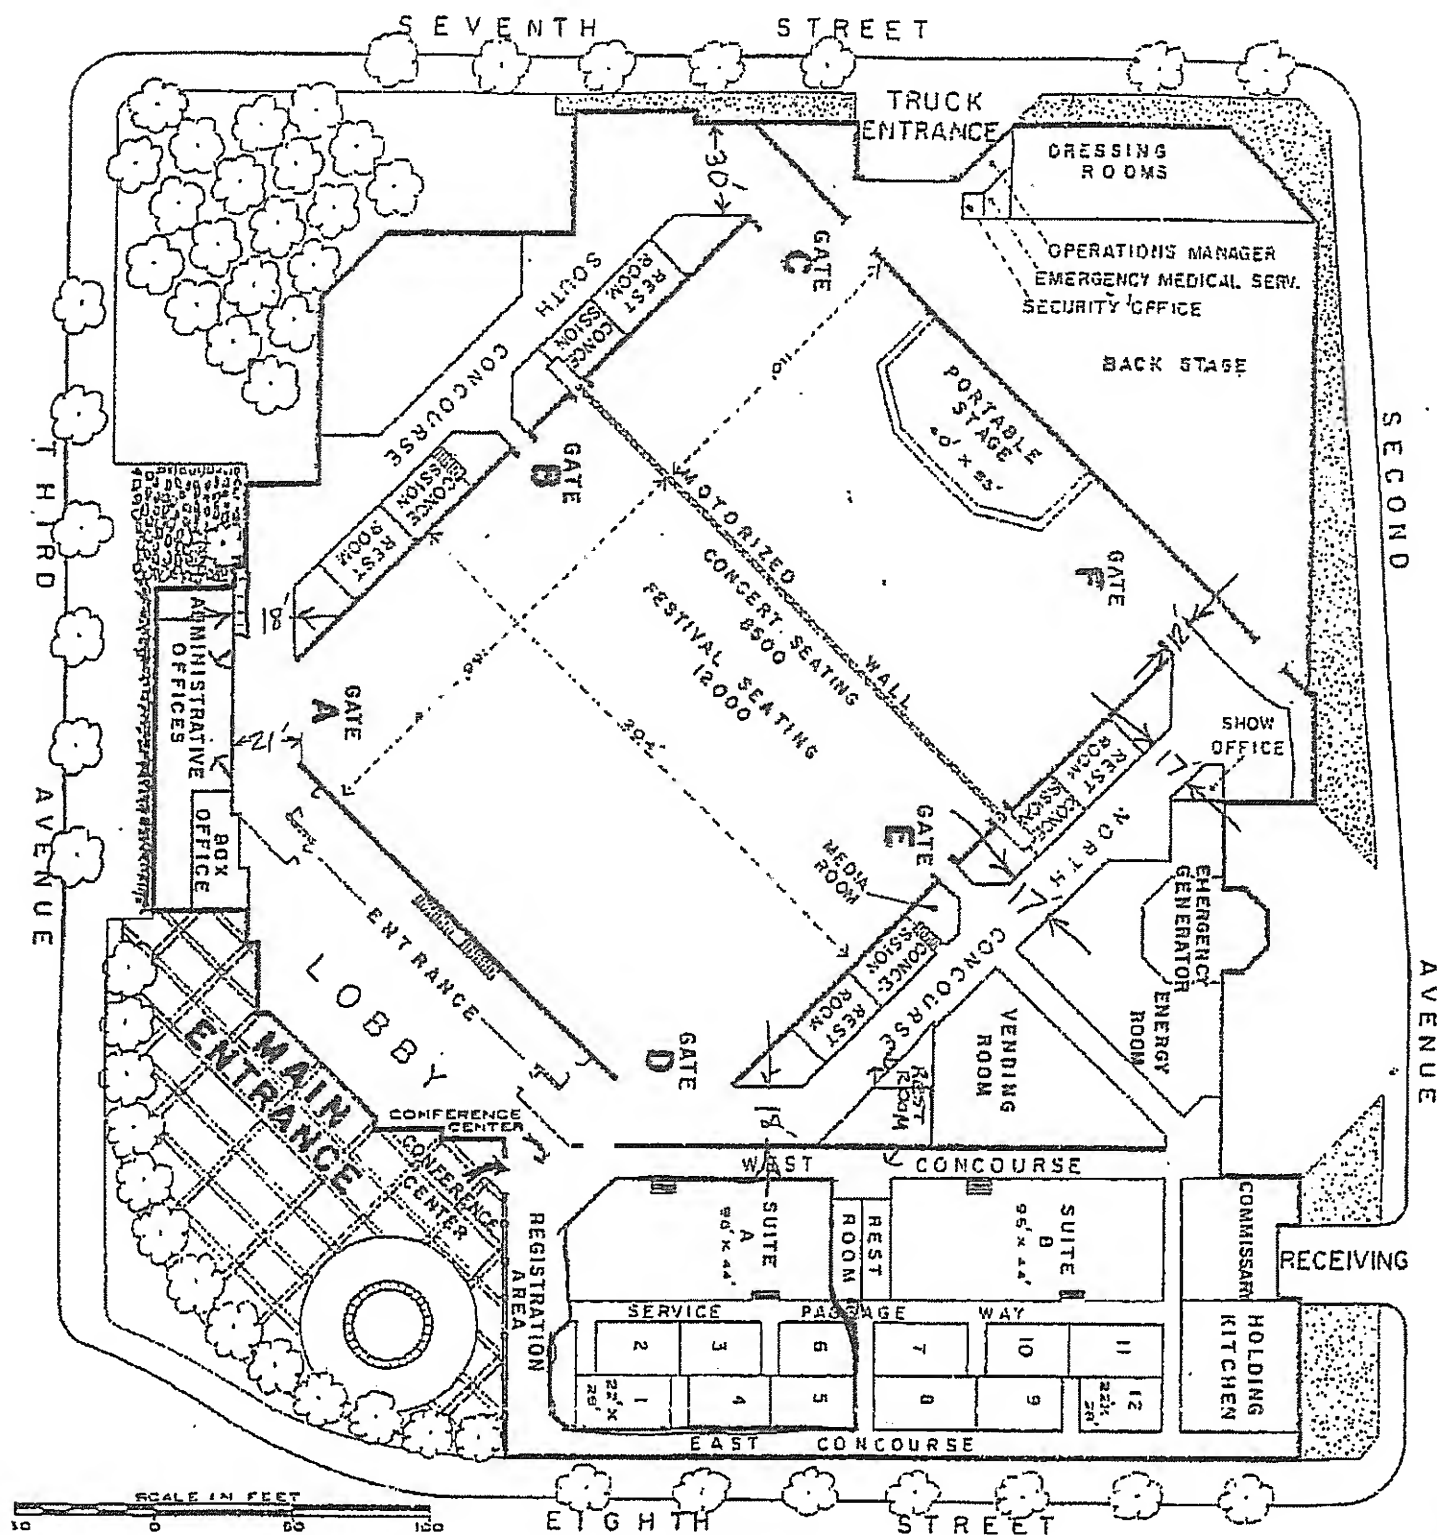 SEVENTH STREET
TRUCK
ENTRANCE
DRESSING
ROOMS
30'
OPERATIONS MANAGER
EMERGENCY MEDICAL SERV.
SECURITY OFFICE
BACK STAGE
GATE
C
SOUTH CONCOURSE
REST
ROOM
CONCE
SSION
110'
PORTABLE
STAGE
GATE
B
CONCE
SSION
REST
ROOM
MOTORIZED WALL
CONCERT SEATING
8500
FESTIVAL SEATING
12000
GATE
F
SECOND AVENUE
THIRD AVENUE
18'
ADMINISTRATIVE
OFFICES
GATE
A
12'
12'
REST
ROOM
CONCE
SSION
SHOW
OFFICE
17'
NORTH CONCOURSE
GATE
E
MEDIA
ROOM
BOX
OFFICE
17'
EMERGENCY
GENERATOR
CONCE-
SSION
REST
ROOM
ENTRANCE
LOBBY
MAIN
ENTRANCE
GATE
D
VENDING
ROOM
ENERGY
ROOM
REST
ROOM
18'
CONFERENCE
CENTER
CONFERENCE
CENTER
WEST CONCOURSE
REGISTRATION
AREA
SUITE
A
REST
ROOM
SUITE
B
95' X 44'
COMMISSARY
RECEIVING
SERVICE PASSAGE WAY
2
3
6
7
10
11
HOLDING
KITCHEN
1
4
5
8
9
12
EAST CONCOURSE
SCALE IN FEET
0
50
100
EIGHTH STREET